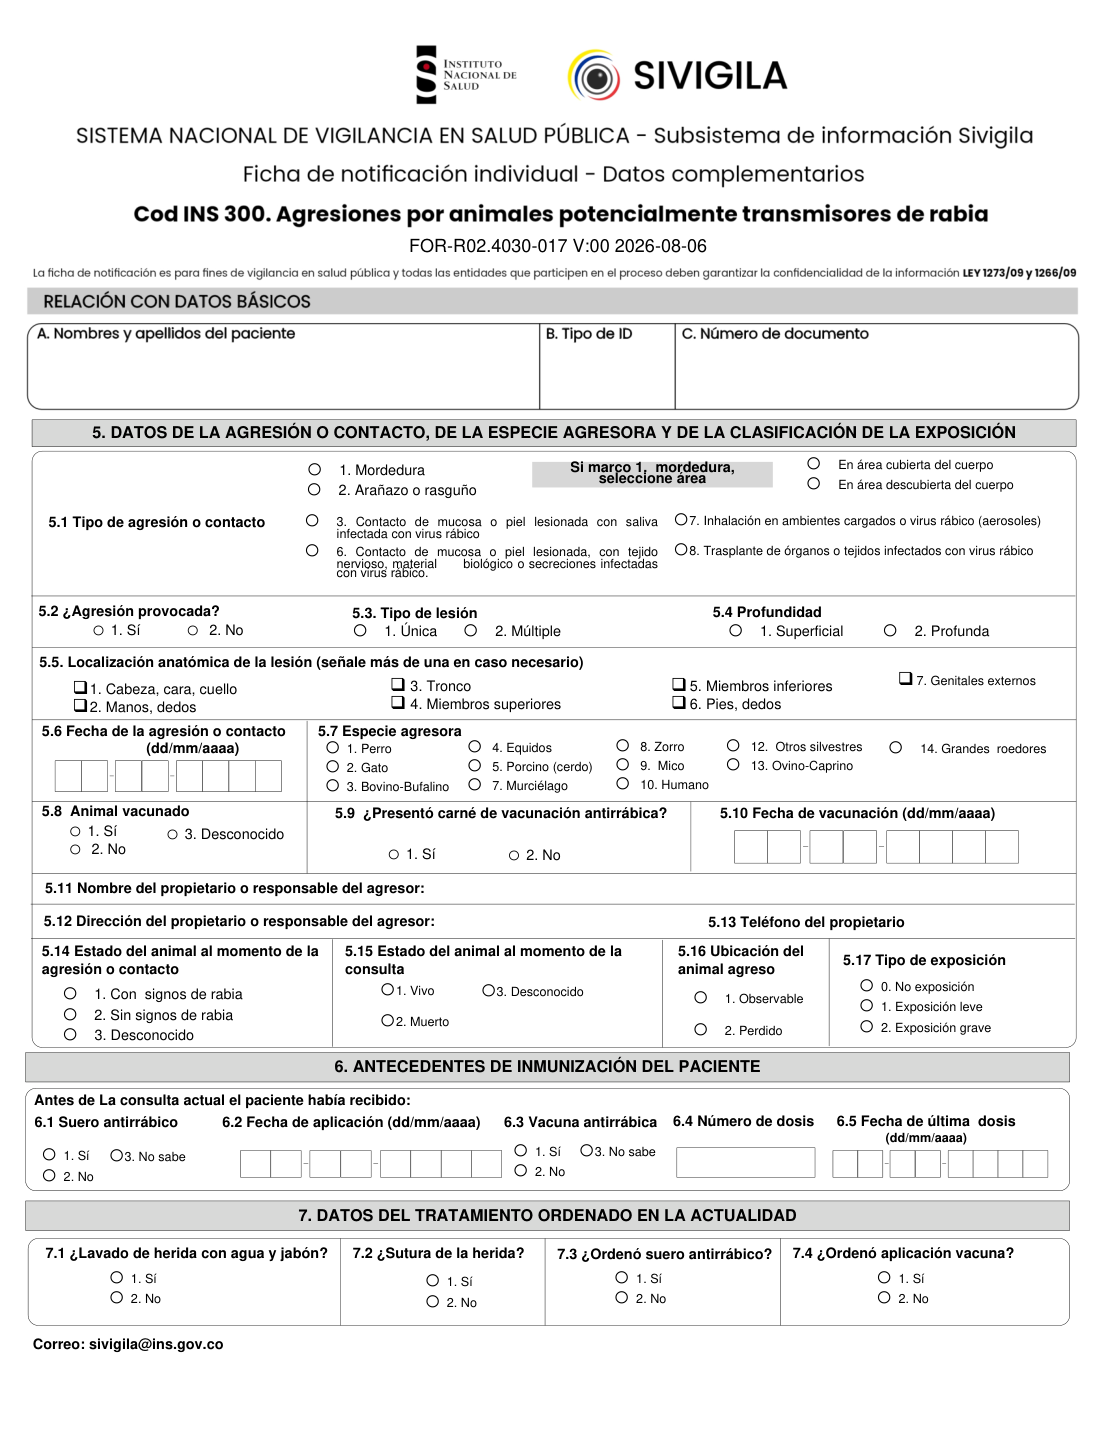 INSTITUTO
NACIONAL DE
SALUD
SIVIGILA
SISTEMA NACIONAL DE VIGILANCIA EN SALUD PÚBLICA - Subsistema de información Sivigila
Ficha de notificación individual - Datos complementarios
Cod INS 300. Agresiones por animales potencialmente transmisores de rabia
FOR-R02.4030-017 V:00 2026-08-06
La ficha de notificación es para fines de vigilancia en salud pública y todas las entidades que participen en el proceso deben garantizar la confidencialidad de la información LEY 1273/09 y 1266/09
RELACIÓN CON DATOS BÁSICOS
A. Nombres y apellidos del paciente
B. Tipo de ID
C. Número de documento
5. DATOS DE LA AGRESIÓN O CONTACTO, DE LA ESPECIE AGRESORA Y DE LA CLASIFICACIÓN DE LA EXPOSICIÓN
5.1 Tipo de agresión o contacto
1. Mordedura
2. Arañazo o rasguño
Si marco 1, mordedura,
seleccione área
En área cubierta del cuerpo
En área descubierta del cuerpo
3. Contacto de mucosa o piel lesionada con saliva
infectada con virus rábico
6. Contacto de mucosa o piel lesionada, con tejido
nervioso, material biológico o secreciones infectadas
con virus rábico.
7. Inhalación en ambientes cargados o virus rábico (aerosoles)
8. Trasplante de órganos o tejidos infectados con virus rábico
5.2 ¿Agresión provocada?
1. Sí 2. No
5.3. Tipo de lesión
1. Única 2. Múltiple
5.4 Profundidad
1. Superficial 2. Profunda
5.5. Localización anatómica de la lesión (señale más de una en caso necesario)
1. Cabeza, cara, cuello
2. Manos, dedos
3. Tronco
4. Miembros superiores
5. Miembros inferiores
6. Pies, dedos
7. Genitales externos
5.6 Fecha de la agresión o contacto
(dd/mm/aaaa)
5.7 Especie agresora
1. Perro
2. Gato
3. Bovino-Bufalino
4. Equidos
5. Porcino (cerdo)
7. Murciélago
8. Zorro
9. Mico
10. Humano
12. Otros silvestres
13. Ovino-Caprino
14. Grandes roedores
5.8 Animal vacunado
1. Sí
2. No
3. Desconocido
5.9 ¿Presentó carné de vacunación antirrábica?
1. Sí 2. No
5.10 Fecha de vacunación (dd/mm/aaaa)
5.11 Nombre del propietario o responsable del agresor:
5.12 Dirección del propietario o responsable del agresor:
5.13 Teléfono del propietario
5.14 Estado del animal al momento de la
agresión o contacto
1. Con signos de rabia
2. Sin signos de rabia
3. Desconocido
5.15 Estado del animal al momento de la
consulta
1. Vivo
3. Desconocido
2. Muerto
5.16 Ubicación del
animal agreso
1. Observable
2. Perdido
5.17 Tipo de exposición
0. No exposición
1. Exposición leve
2. Exposición grave
6. ANTECEDENTES DE INMUNIZACIÓN DEL PACIENTE
Antes de La consulta actual el paciente había recibido:
6.1 Suero antirrábico
1. Sí 3. No sabe
2. No
6.2 Fecha de aplicación (dd/mm/aaaa)
6.3 Vacuna antirrábica
1. Sí 3. No sabe
2. No
6.4 Número de dosis
6.5 Fecha de última dosis
(dd/mm/aaaa)
7. DATOS DEL TRATAMIENTO ORDENADO EN LA ACTUALIDAD
7.1 ¿Lavado de herida con agua y jabón?
1. Sí
2. No
7.2 ¿Sutura de la herida?
1. Sí
2. No
7.3 ¿Ordenó suero antirrábico?
1. Sí
2. No
7.4 ¿Ordenó aplicación vacuna?
1. Sí
2. No
Correo: sivigila@ins.gov.co